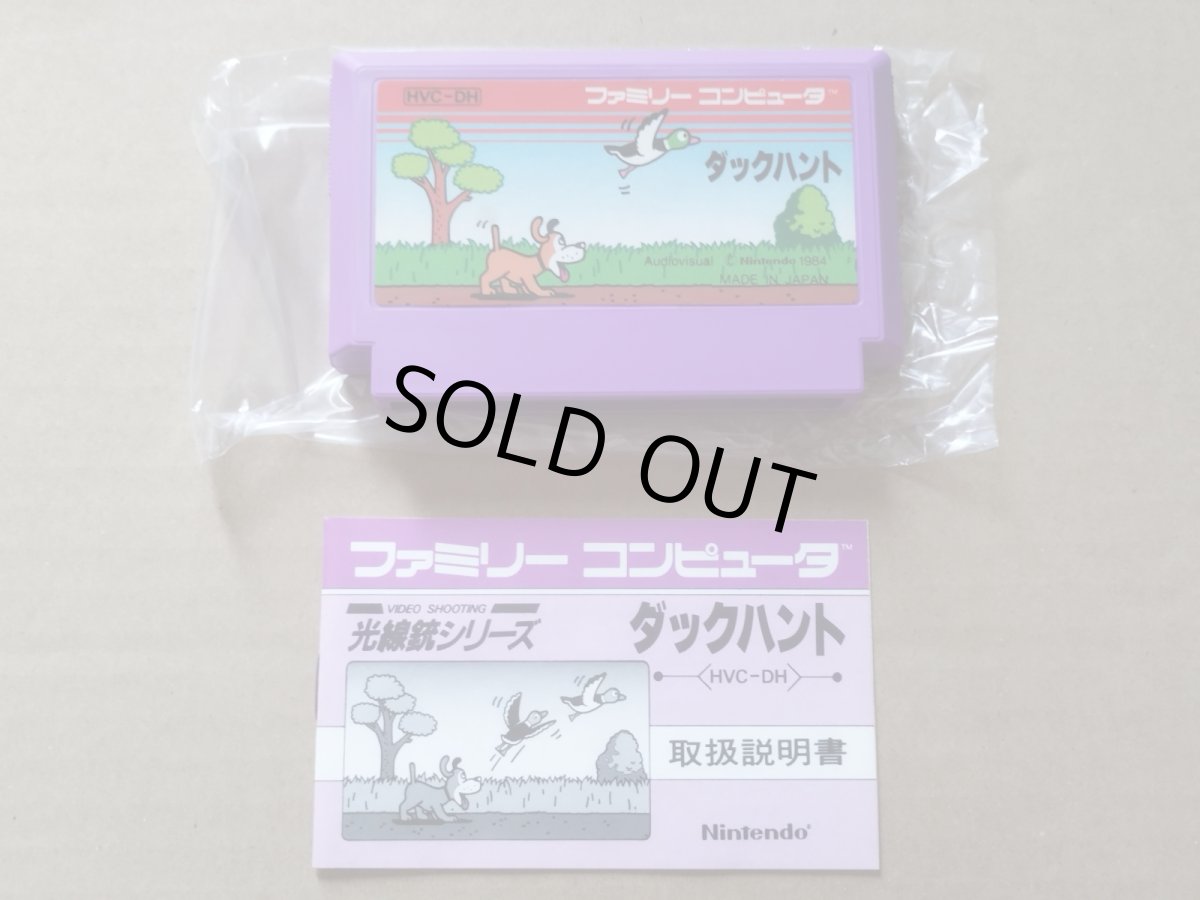 HVC-DH
ファミリー コンピュータ™
ダックハント
Audiovisual © Nintendo 1984
MADE IN JAPAN
SOLD OUT
ファミリー コンピュータ™
VIDEO SHOOTING
光線銃シリーズ
ダックハント
HVC-DH
取扱説明書
Nintendo®